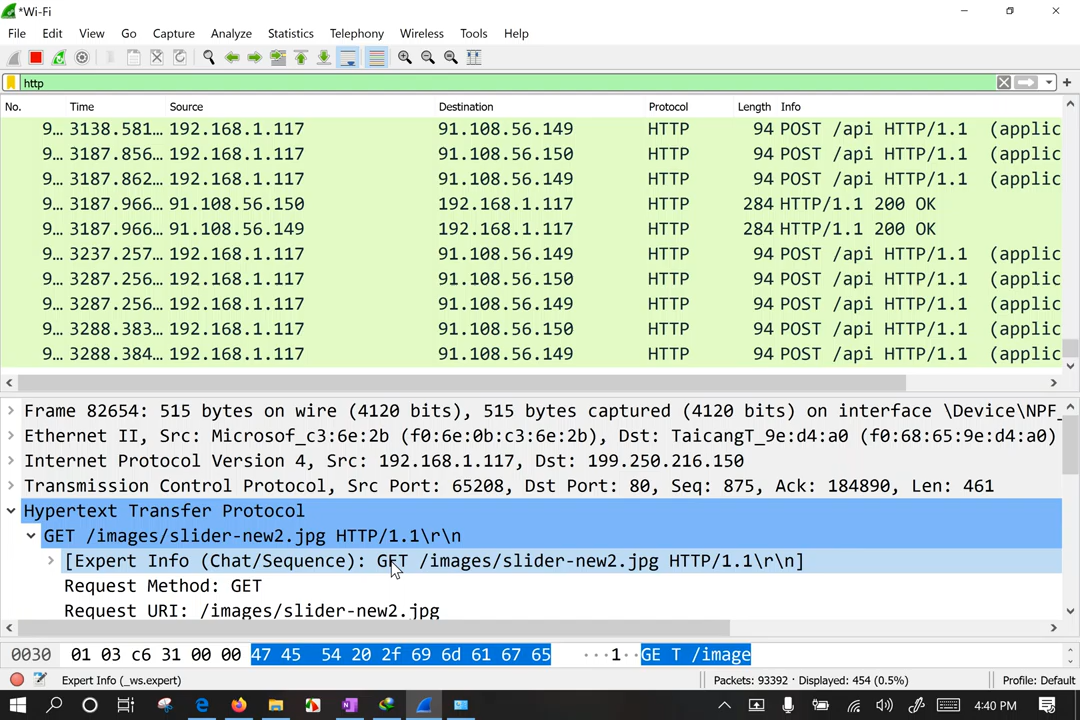 *Wi-Fi
File Edit View Go Capture Analyze Statistics Telephony Wireless Tools Help
http
No. Time Source Destination Protocol Length Info
9… 3138.581… 192.168.1.117 91.108.56.149 HTTP 94 POST /api HTTP/1.1 (applic
9… 3187.856… 192.168.1.117 91.108.56.150 HTTP 94 POST /api HTTP/1.1 (applic
9… 3187.862… 192.168.1.117 91.108.56.149 HTTP 94 POST /api HTTP/1.1 (applic
9… 3187.966… 91.108.56.150 192.168.1.117 HTTP 284 HTTP/1.1 200 OK
9… 3187.966… 91.108.56.149 192.168.1.117 HTTP 284 HTTP/1.1 200 OK
9… 3237.257… 192.168.1.117 91.108.56.149 HTTP 94 POST /api HTTP/1.1 (applic
9… 3287.256… 192.168.1.117 91.108.56.150 HTTP 94 POST /api HTTP/1.1 (applic
9… 3287.256… 192.168.1.117 91.108.56.149 HTTP 94 POST /api HTTP/1.1 (applic
9… 3288.383… 192.168.1.117 91.108.56.150 HTTP 94 POST /api HTTP/1.1 (applic
9… 3288.384… 192.168.1.117 91.108.56.149 HTTP 94 POST /api HTTP/1.1 (applic
Frame 82654: 515 bytes on wire (4120 bits), 515 bytes captured (4120 bits) on interface \Device\NPF_
Ethernet II, Src: Microsof_c3:6e:2b (f0:6e:0b:c3:6e:2b), Dst: TaicangT_9e:d4:a0 (f0:68:65:9e:d4:a0)
Internet Protocol Version 4, Src: 192.168.1.117, Dst: 199.250.216.150
Transmission Control Protocol, Src Port: 65208, Dst Port: 80, Seq: 875, Ack: 184890, Len: 461
Hypertext Transfer Protocol
GET /images/slider-new2.jpg HTTP/1.1\r\n
[Expert Info (Chat/Sequence): GET /images/slider-new2.jpg HTTP/1.1\r\n]
Request Method: GET
Request URI: /images/slider-new2.jpg
0030 01 03 c6 31 00 00 47 45 54 20 2f 69 6d 61 67 65 ···1··GE T /image
Expert Info (_ws.expert) Packets: 93392 · Displayed: 454 (0.5%) Profile: Default
4:40 PM